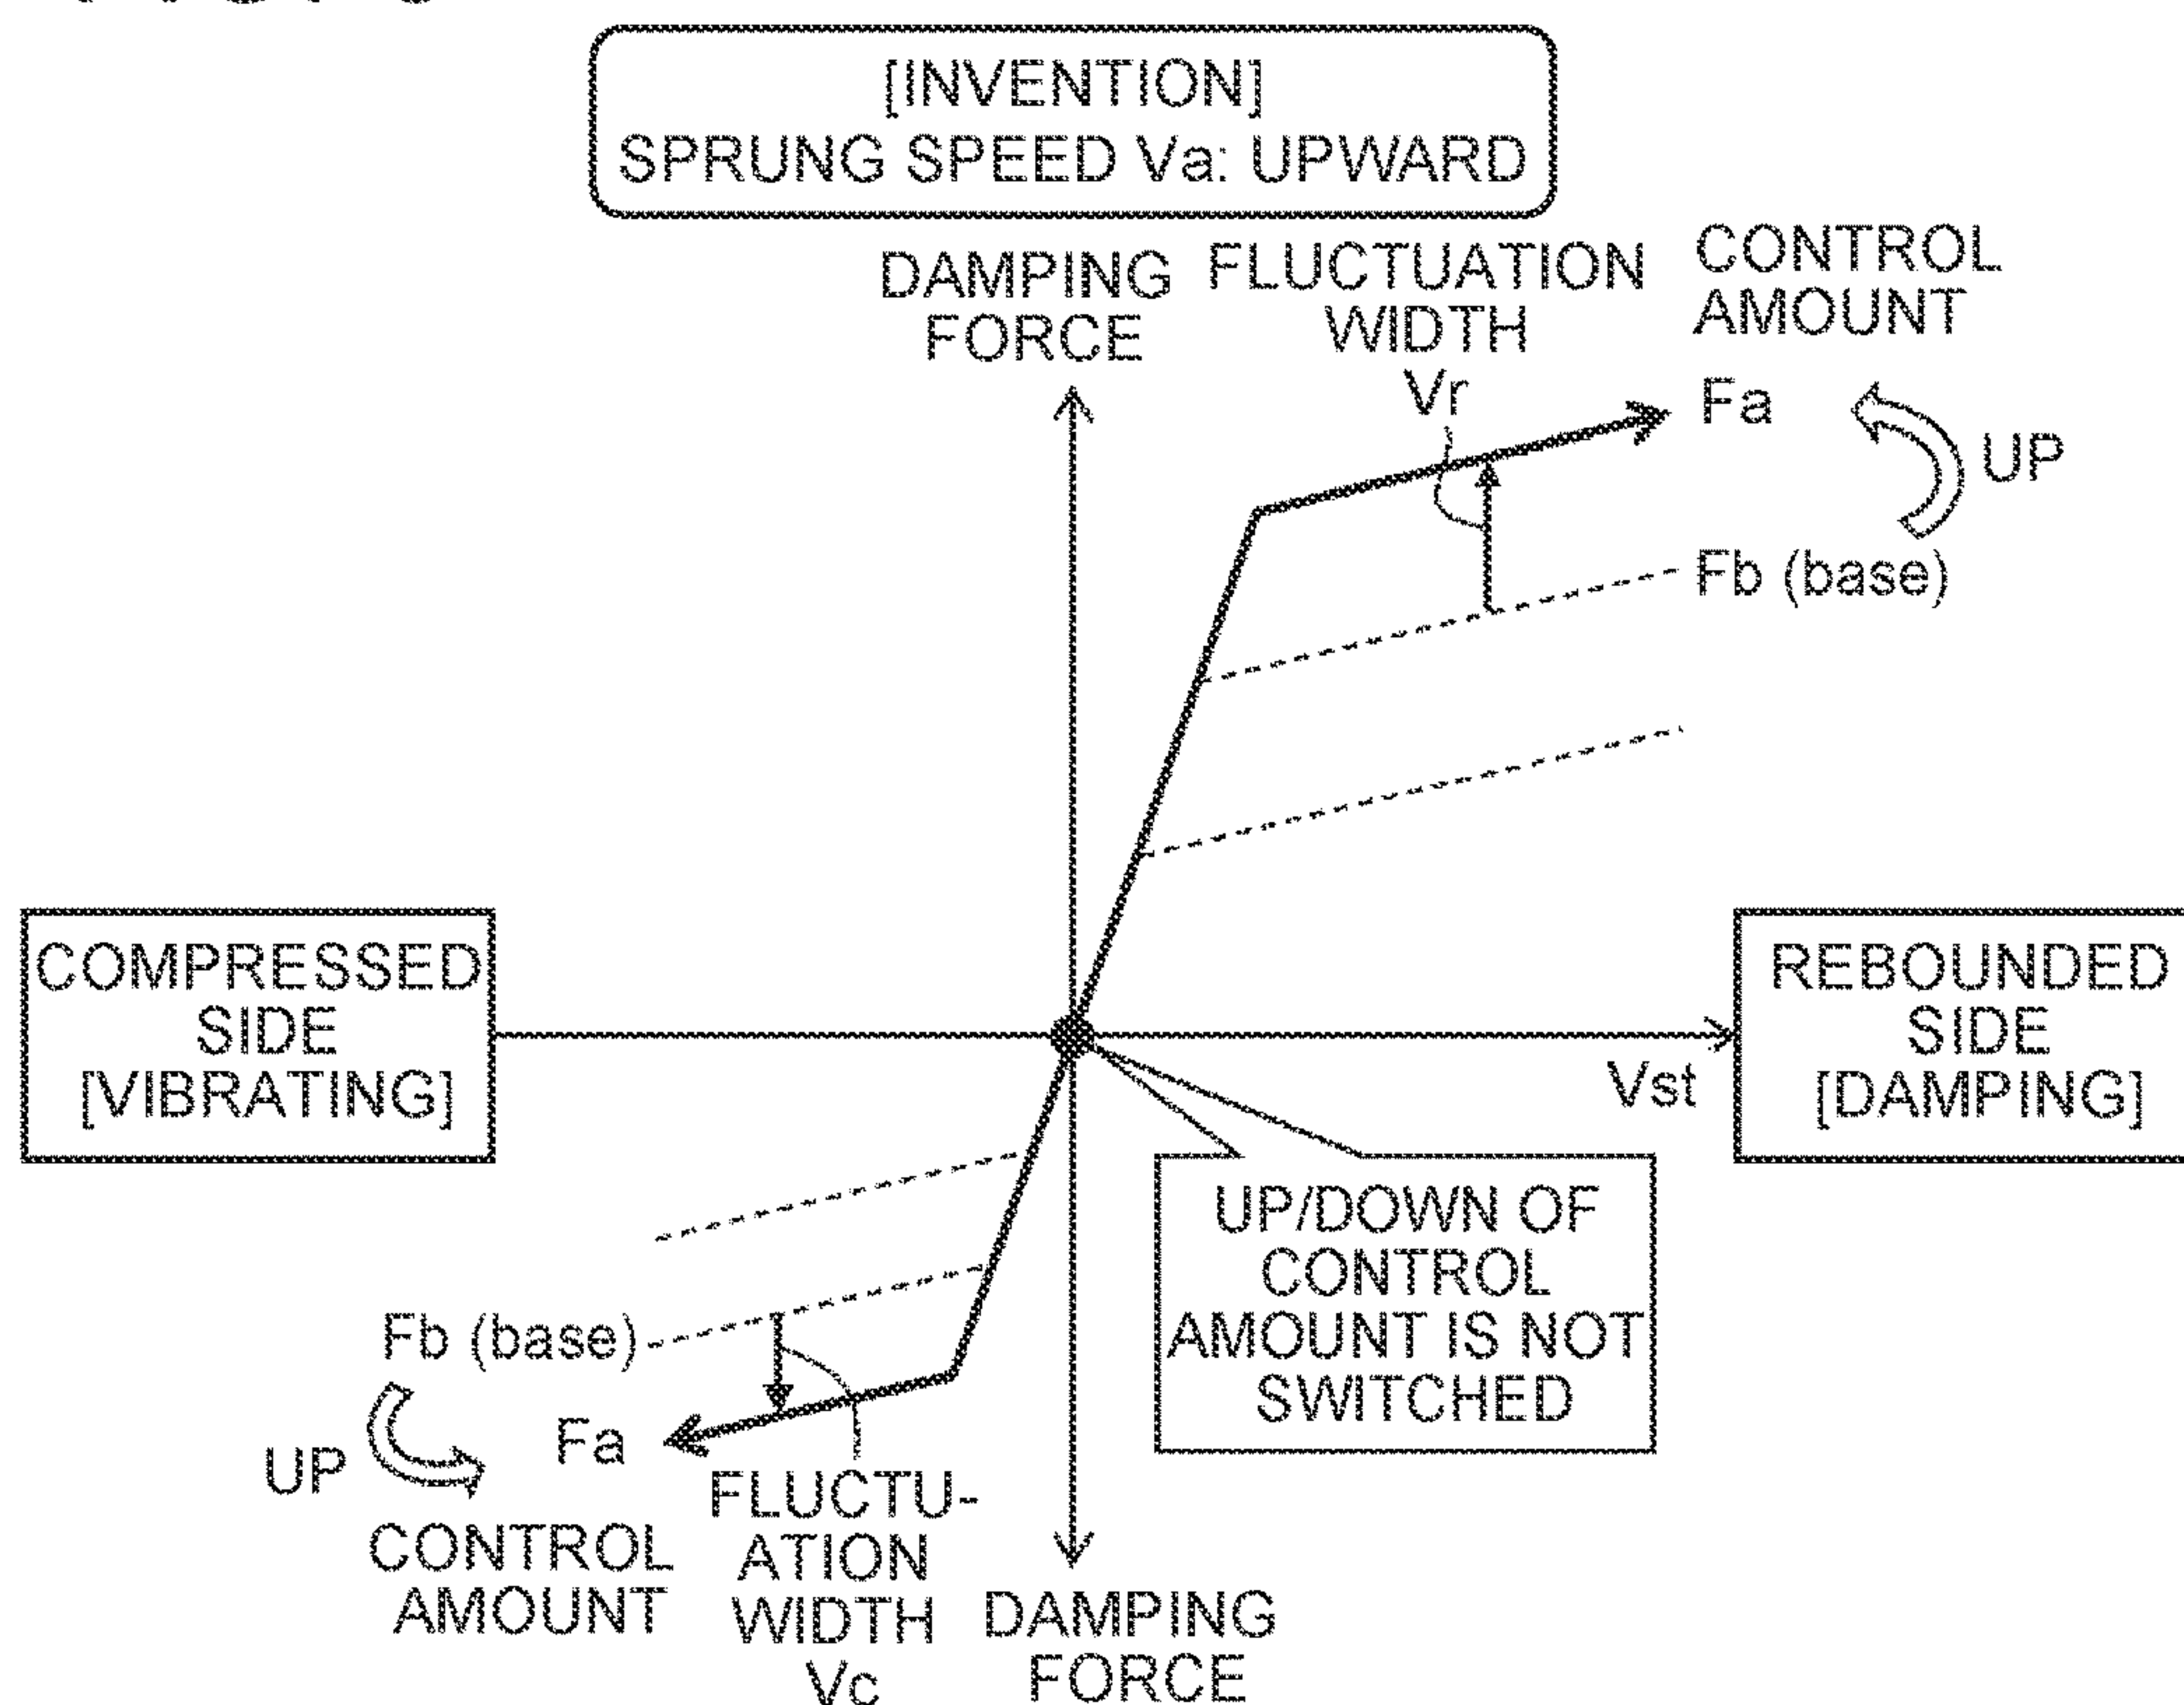 [INVENTION]
SPRUNG SPEED Va: UPWARD
DAMPING
FORCE
FLUCTUATION
WIDTH
Vr
CONTROL
AMOUNT
Fa
UP
Fb (base)
COMPRESSED
SIDE
[VIBRATING]
Vst
REBOUNDED
SIDE
[DAMPING]
UP/DOWN OF
CONTROL
AMOUNT IS NOT
SWITCHED
Fb (base)
UP
Fa
CONTROL
AMOUNT
FLUCTU-
ATION
WIDTH
Vc
DAMPING
FORCE